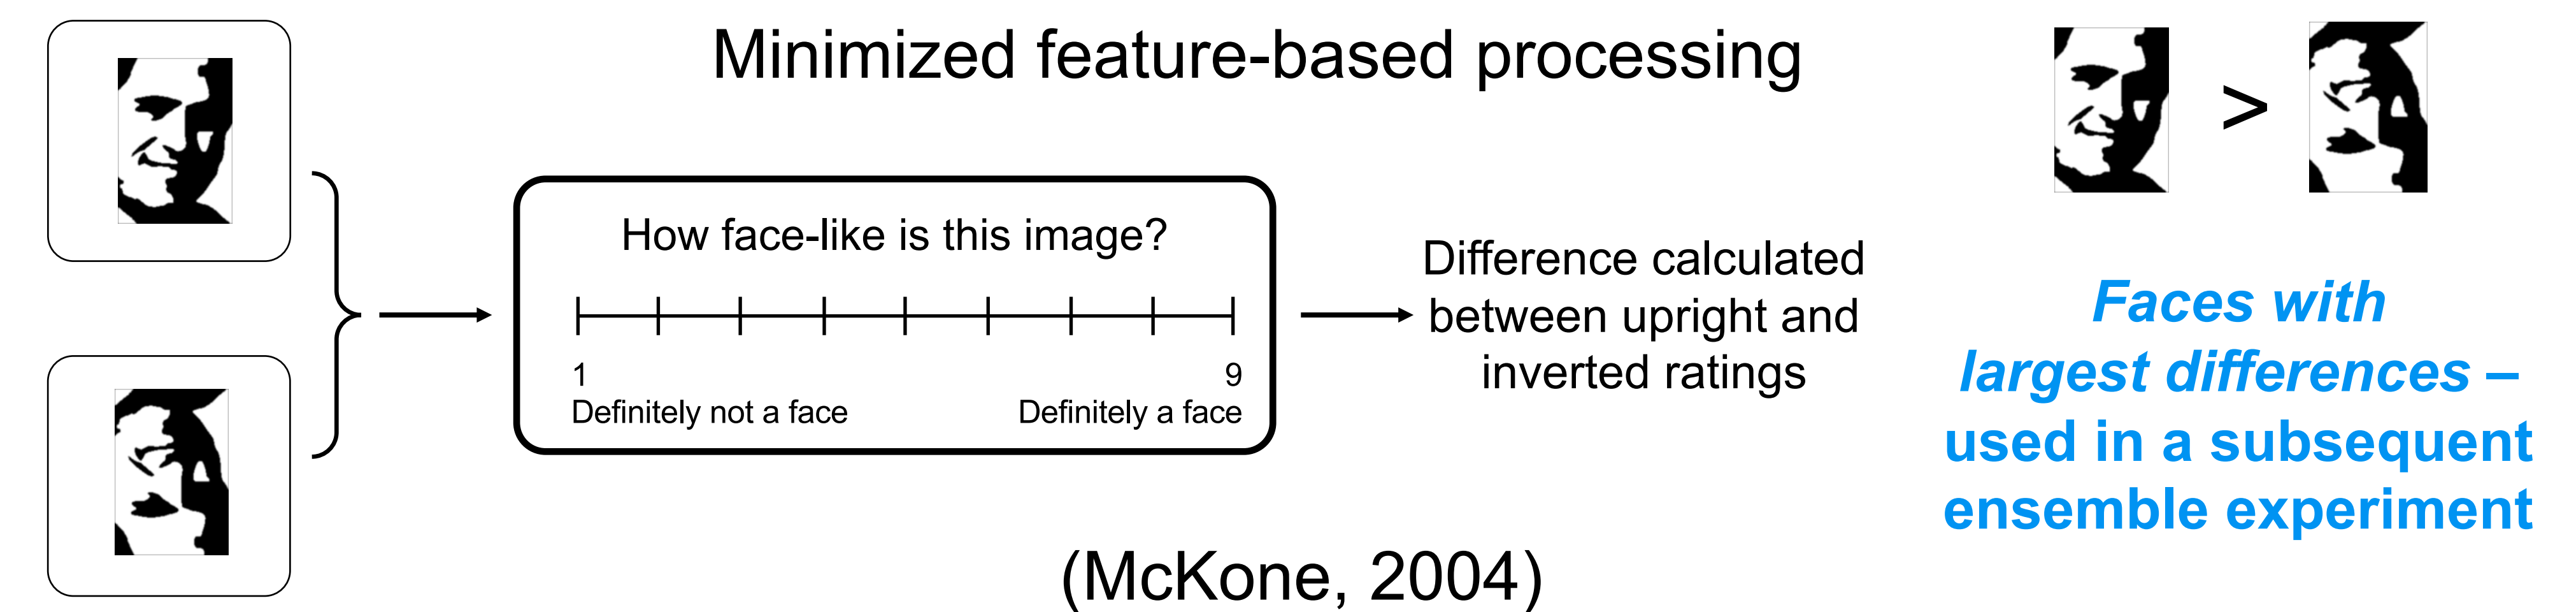 Minimized feature-based processing
How face-like is this image?
1
9
Definitely not a face
Definitely a face
Difference calculated
between upright and
inverted ratings
>
Faces with
largest differences –
used in a subsequent
ensemble experiment
(McKone, 2004)